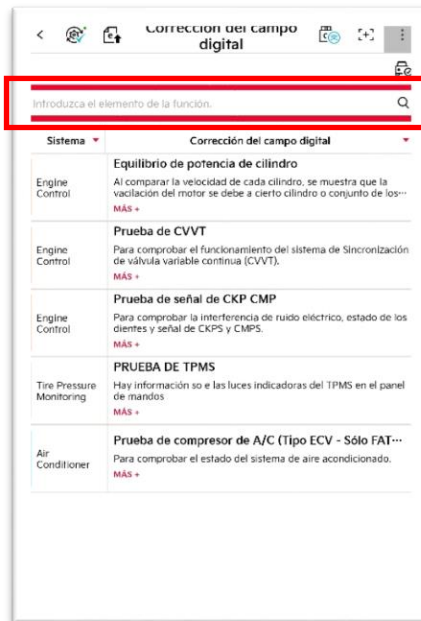 Corrección del campo
digital
Introduzca el elemento de la función.
Sistema
Corrección del campo digital
Equilibrio de potencia de cilindro
Engine
Control
Al comparar la velocidad de cada cilindro, se muestra que la
vacilación del motor se debe a cierto cilindro o conjunto de los···
MÁS +
Prueba de CVVT
Engine
Control
Para comprobar el funcionamiento del sistema de Sincronización
de válvula variable continua (CVVT).
MÁS +
Prueba de señal de CKP CMP
Engine
Control
Para comprobar la interferencia de ruido eléctrico, estado de los
dientes y señal de CKPS y CMPS.
MÁS +
PRUEBA DE TPMS
Tire Pressure
Monitoring
Hay información so e las luces indicadoras del TPMS en el panel
de mandos
MÁS +
Prueba de compresor de A/C (Tipo ECV - Sólo FAT···
Air
Conditioner
Para comprobar el estado del sistema de aire acondicionado.
MÁS +